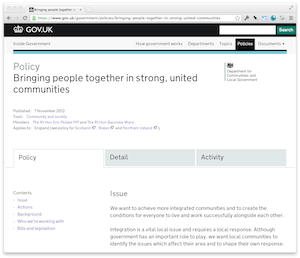 Bringing people together in
https://www.gov.uk/government/policies/bringing-people-together-in-strong-united-communities
GOV.UK
Search
Inside Government
How government works Departments Topics Policies Documents
Policy
Bringing people together in strong, united
communities
Department for
Communities and
Local Government
Published: 7 November 2012
Topic: Community and society
Ministers: The Rt Hon Eric Pickles MP and The Rt Hon Baroness Warsi
Applies to: England (see policy for Scotland, Wales and Northern Ireland)
Policy
Detail
Activity
Contents
Issue
Actions
Background
Who we're working with
Bills and legislation
Issue
We want to achieve more integrated communities and to create the
conditions for everyone to live and work successfully alongside each other.
Integration is a vital local issue and requires a local response. Although
government has an important role to play, we want local communities to
identify the issues which affect their area and to shape their own response.